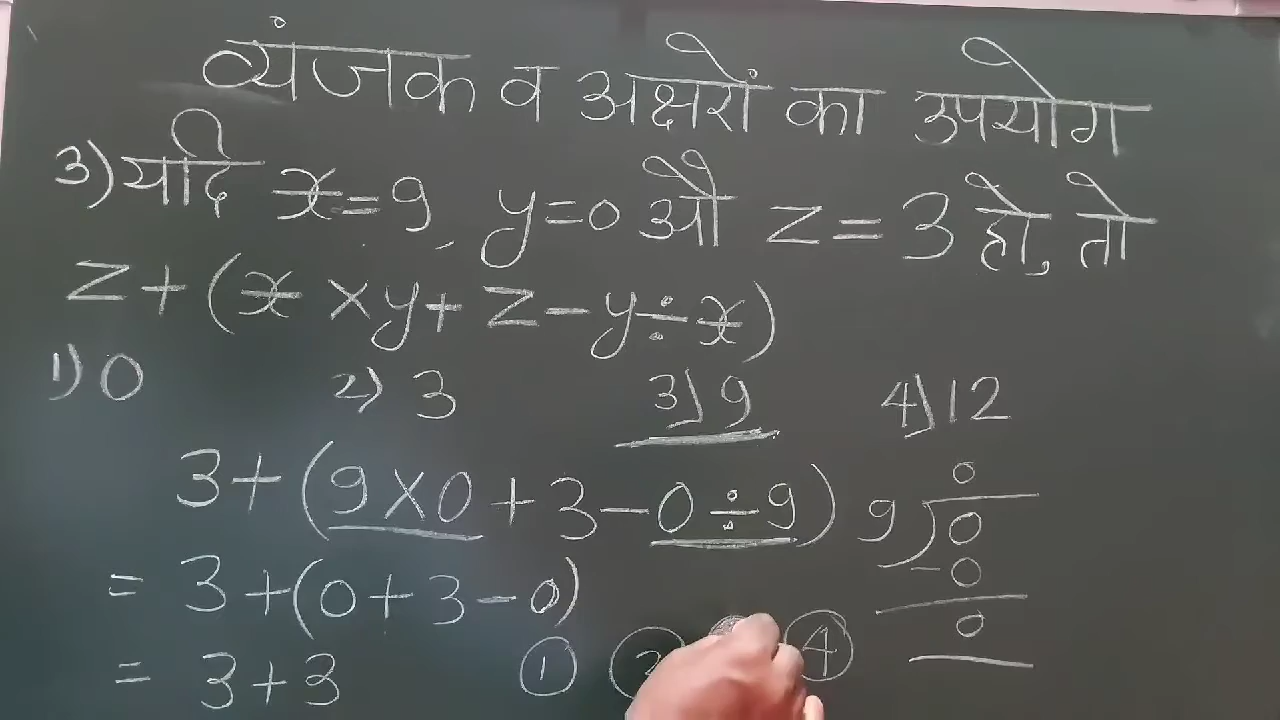 व्यंजक व अक्षरों का उपयोग
3) यदि x=9, y=0 औ z=3 हो, तो
z+(x×y+z-y÷x)
1) 0 2) 3 3) 9 4) 12
3+(9×0+3-0÷9)
= 3+(0+3-0)
= 3+3
0
9)0
-0
0
① ② ④